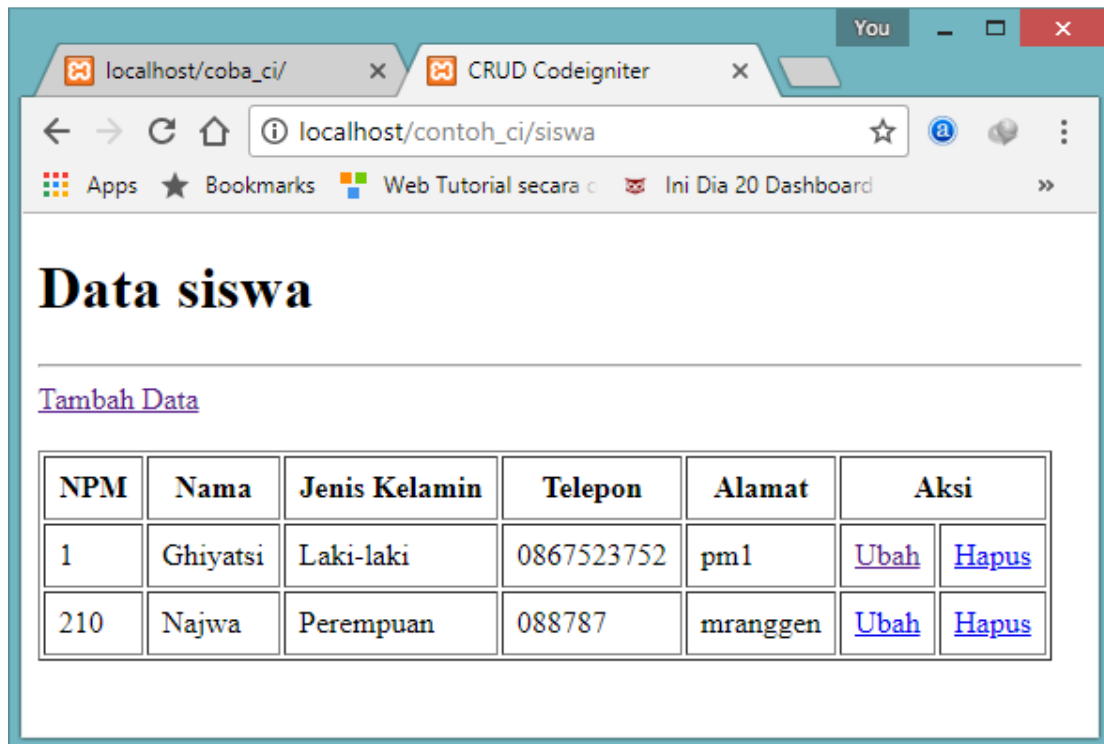 You
localhost/coba_ci/ CRUD Codeigniter
localhost/contoh_ci/siswa
Apps Bookmarks Web Tutorial secara Ini Dia 20 Dashboard
Data siswa
Tambah Data
NPM Nama Jenis Kelamin Telepon Alamat Aksi
1 Ghiyatsi Laki-laki 0867523752 pm1 Ubah Hapus
210 Najwa Perempuan 088787 mranggen Ubah Hapus